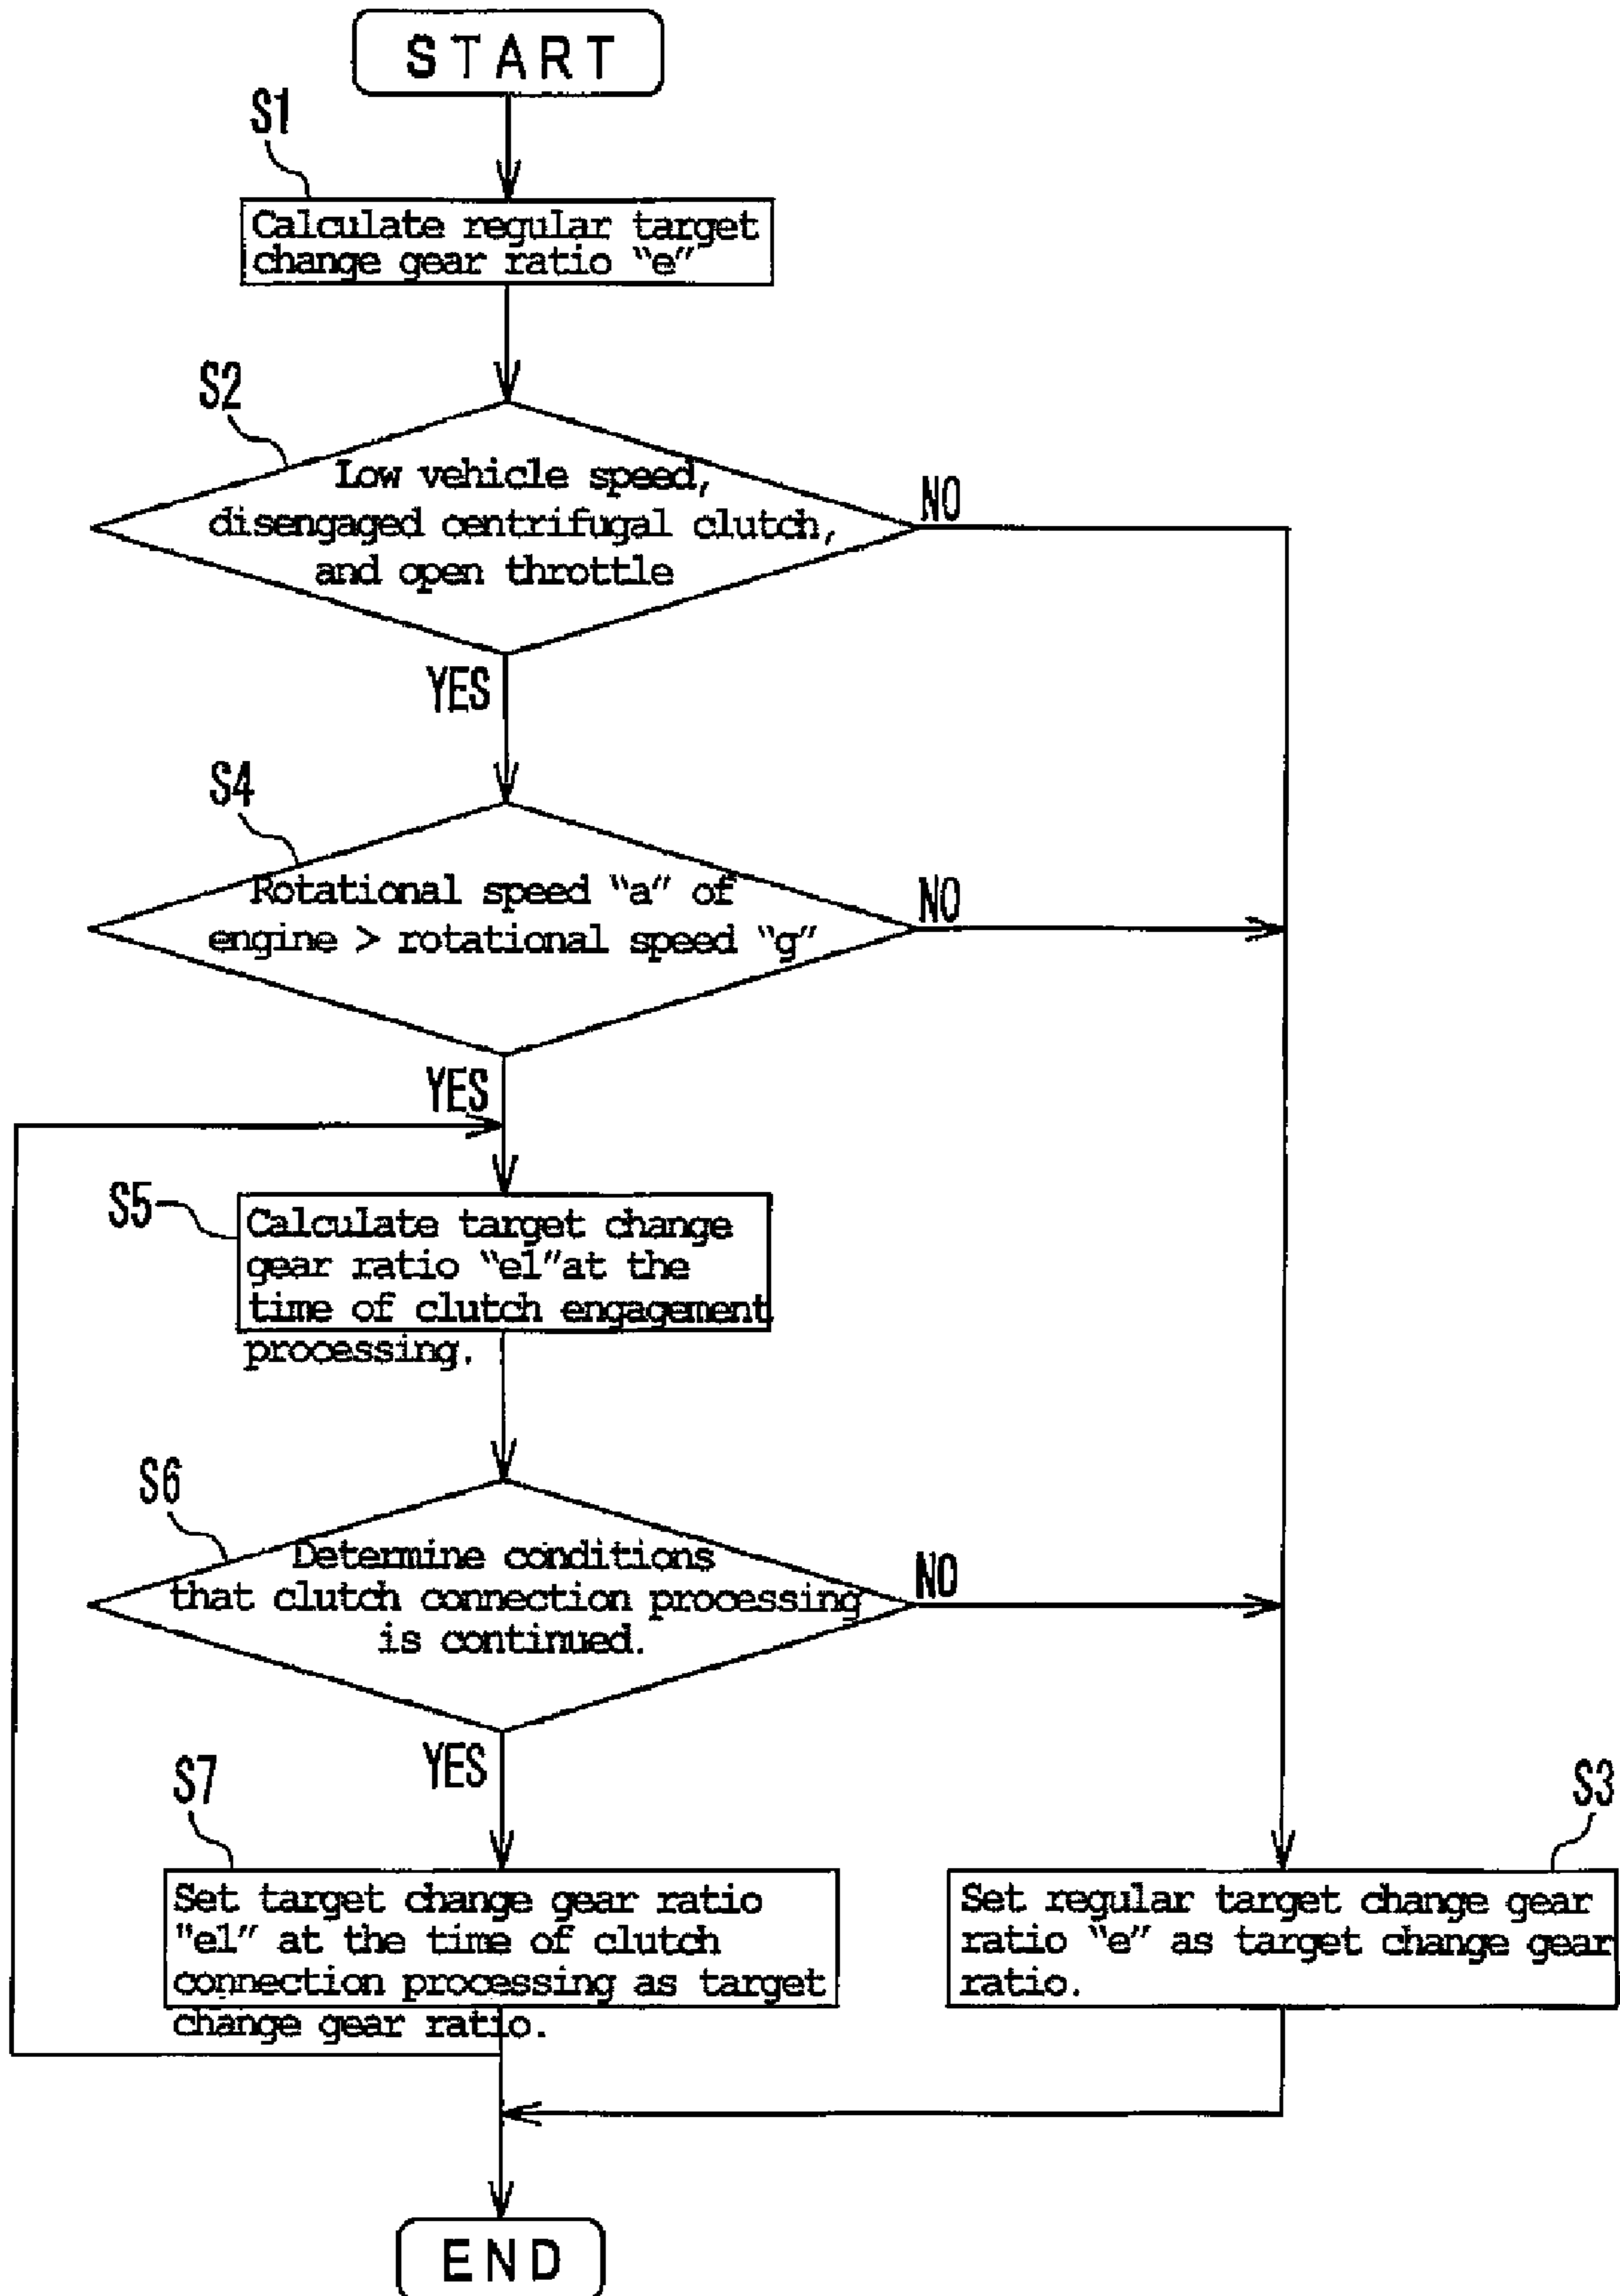 START
S1
Calculate regular target
change gear ratio “e”
S2
Low vehicle speed,
disengaged centrifugal clutch,
and open throttle
NO
YES
S4
Rotational speed “a” of
engine > rotational speed “g”
NO
YES
S5
Calculate target change
gear ratio “e1”at the
time of clutch engagement
processing.
S6
Determine conditions
that clutch connection processing
is continued.
NO
YES
S7
Set target change gear ratio
"e1” at the time of clutch
connection processing as target
change gear ratio.
S3
Set regular target change gear
ratio “e” as target change gear
ratio.
END